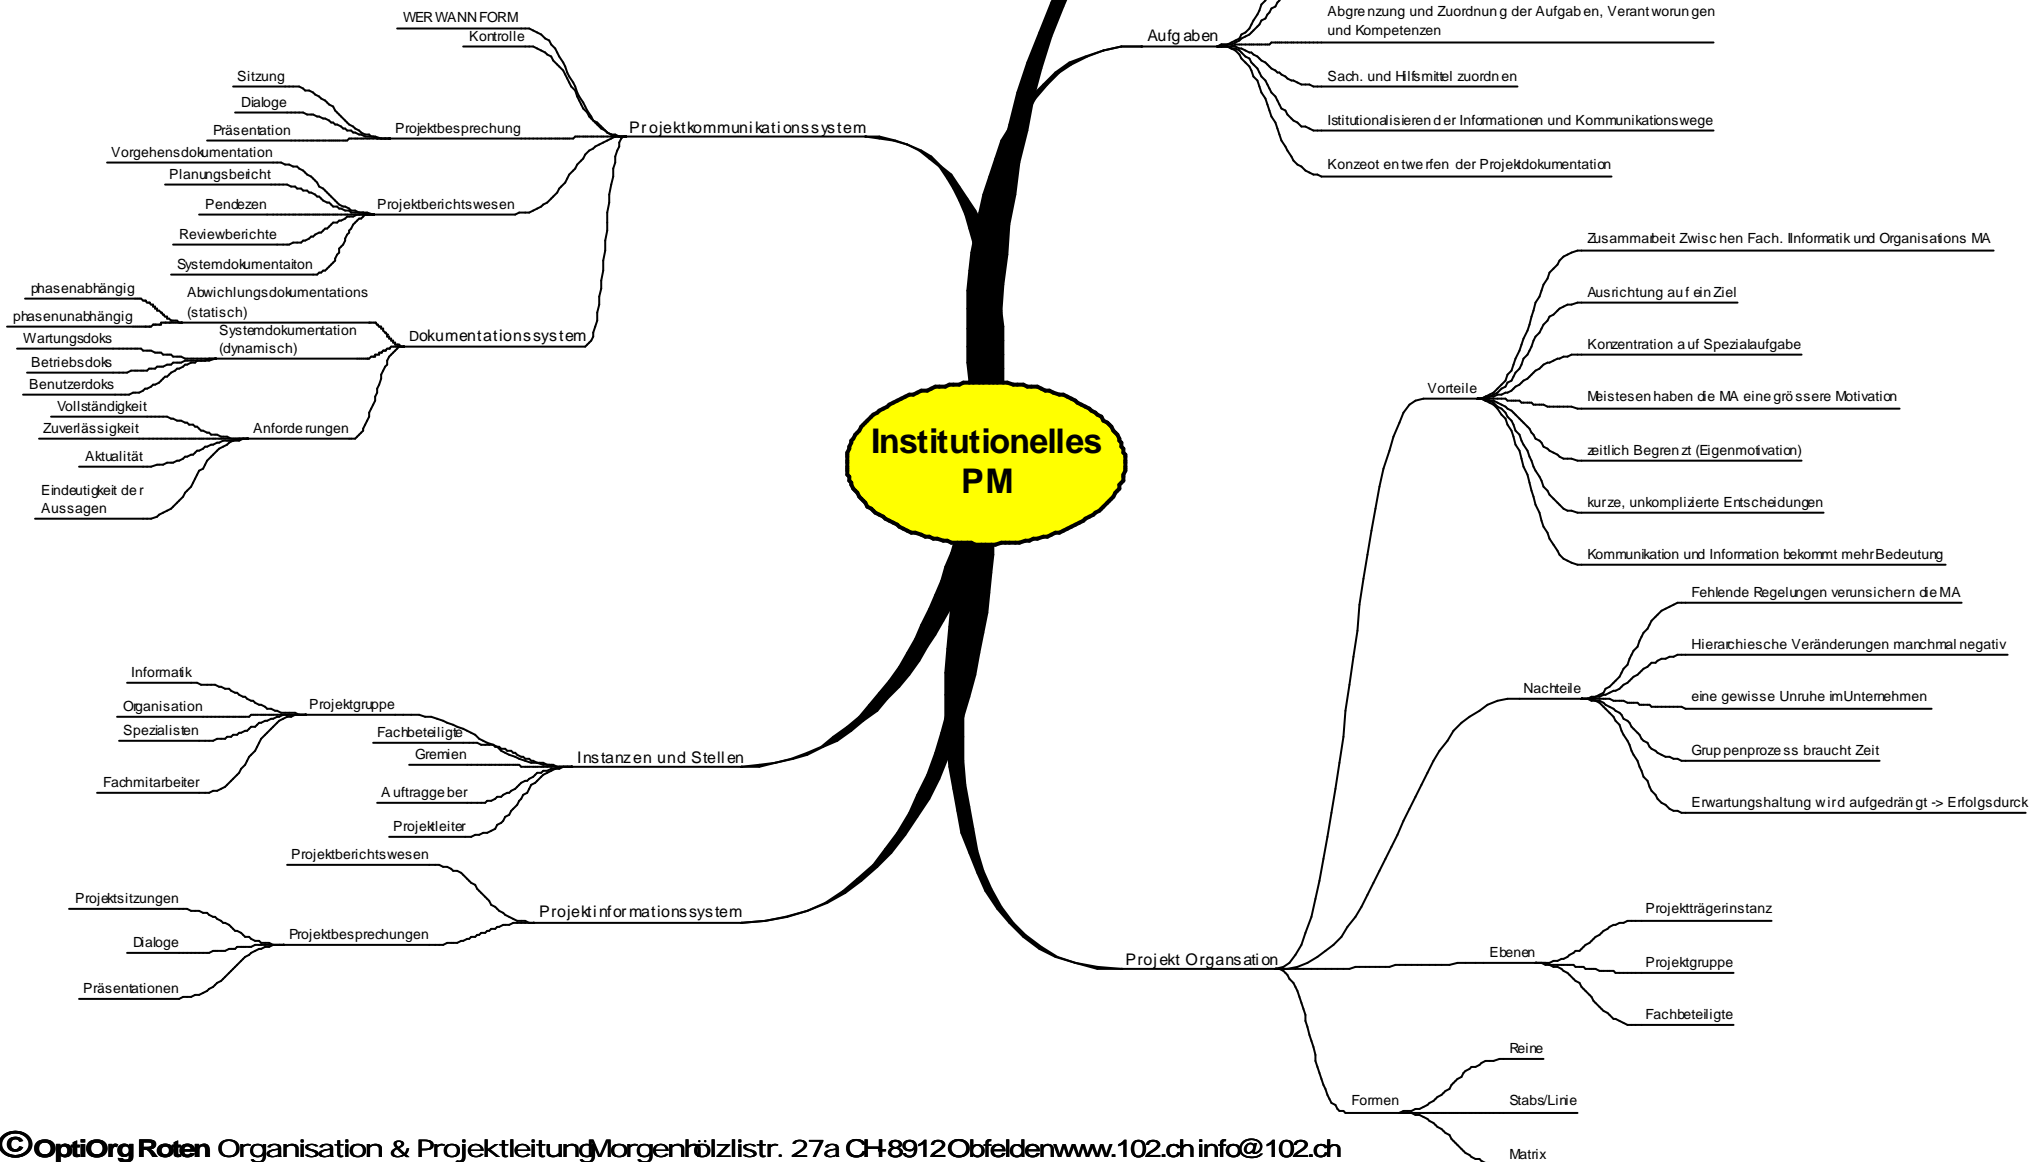 WER WANN FORM
Kontrolle
Sitzung
Dialoge
Präsentation
Projektbesprechung
Projektkommunikationssystem
Vorgehensdokumentation
Planungsbericht
Pendezen
Projektberichtswesen
Reviewberichte
Systemdokumentaiton
phasenabhängig
phasenunabhängig
Abwichlungsdokumentations
(statisch)
Systemdokumentation
(dynamisch)
Wartungsdoks
Betriebsdoks
Benutzerdoks
Dokumentationssystem
Vollständigkeit
Zuverlässigkeit
Aktualität
Eindeutigkeit der
Aussagen
Anforderungen
Aufgaben
Abgrenzung und Zuordnung der Aufgaben, Verantworungen
und Kompetenzen
Sach. und Hilfsmittel zuordnen
Istitutionalisieren der Informationen und Kommunikationswege
Konzeot entwerfen der Projektdokumentation
Institutionelles
PM
Vorteile
Zusammarbeit Zwischen Fach. IInformatik und Organisations MA
Ausrichtung auf ein Ziel
Konzentration auf Spezialaufgabe
Meistesen haben die MA eine grössere Motivation
zeitlich Begrenzt (Eigenmotivation)
kurze, unkomplizierte Entscheidungen
Kommunikation und Information bekommt mehr Bedeutung
Nachteile
Fehlende Regelungen verunsichern die MA
Hierarchiesche Veränderungen manchmal negativ
eine gewisse Unruhe im Unternehmen
Gruppenprozess braucht Zeit
Erwartungshaltung wird aufgedrängt -> Erfolgsdurck
Informatik
Organisation
Spezialisten
Fachmitarbeiter
Projektgruppe
Fachbeteiligte
Gremien
Auftraggeber
Projektleiter
Instanzen und Stellen
Projektberichtswesen
Projektsitzungen
Dialoge
Präsentationen
Projektbesprechungen
Projektinformationssystem
Projekt Organsation
Ebenen
Projektträgerinstanz
Projektgruppe
Fachbeteiligte
Formen
Reine
Stabs/Linie
Matrix
© OptiOrg Roten Organisation & Projektleitung Morgenhölzlistr. 27a CH-8912 Obfelden www.102.ch info@102.ch